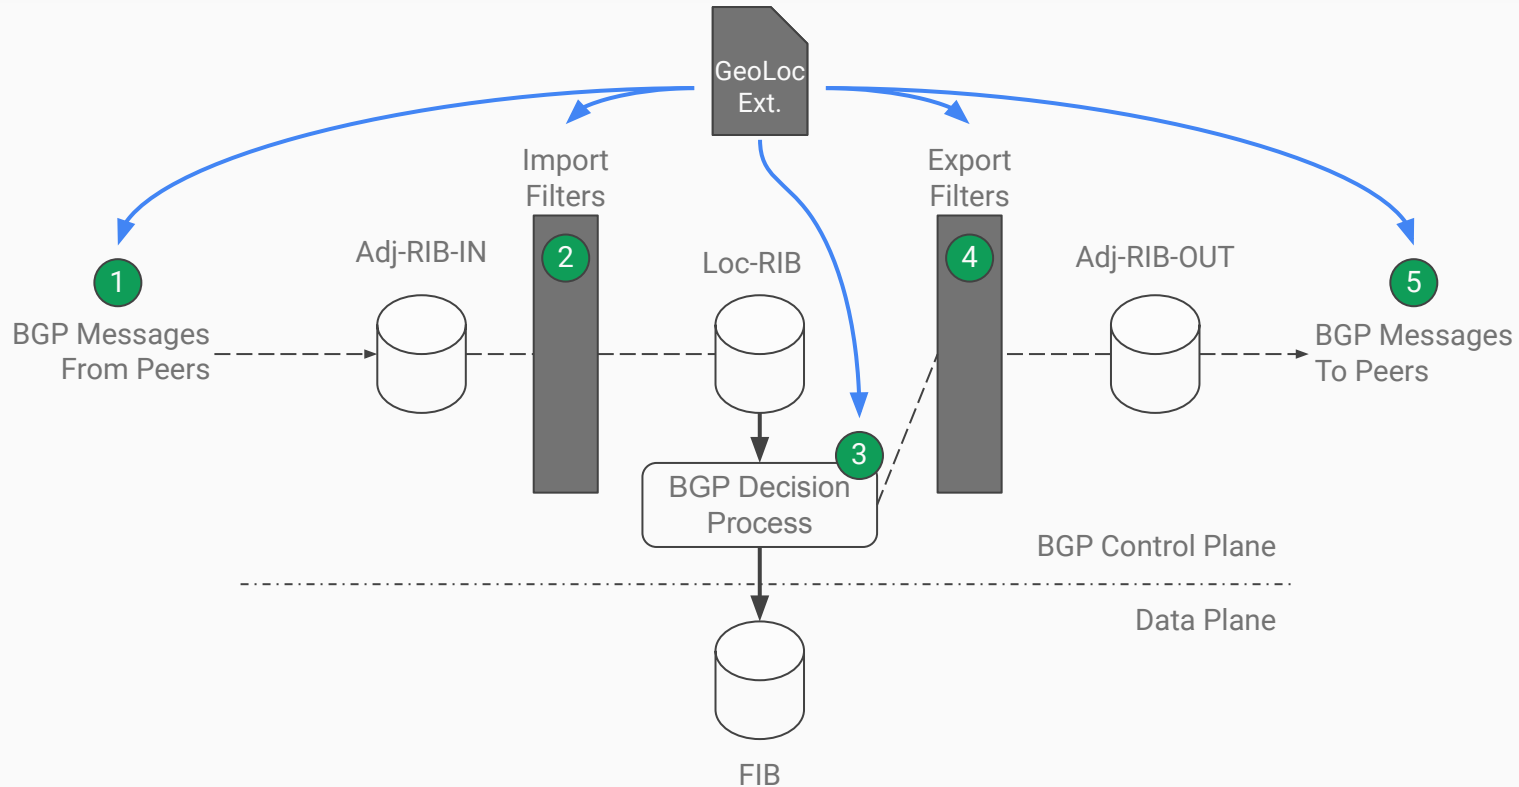 GeoLoc
Ext.
Import
Filters
Export
Filters
Adj-RIB-IN
2
Loc-RIB
4
Adj-RIB-OUT
1
5
BGP Messages
From Peers
BGP Messages
To Peers
3
BGP Decision
Process
BGP Control Plane
Data Plane
FIB